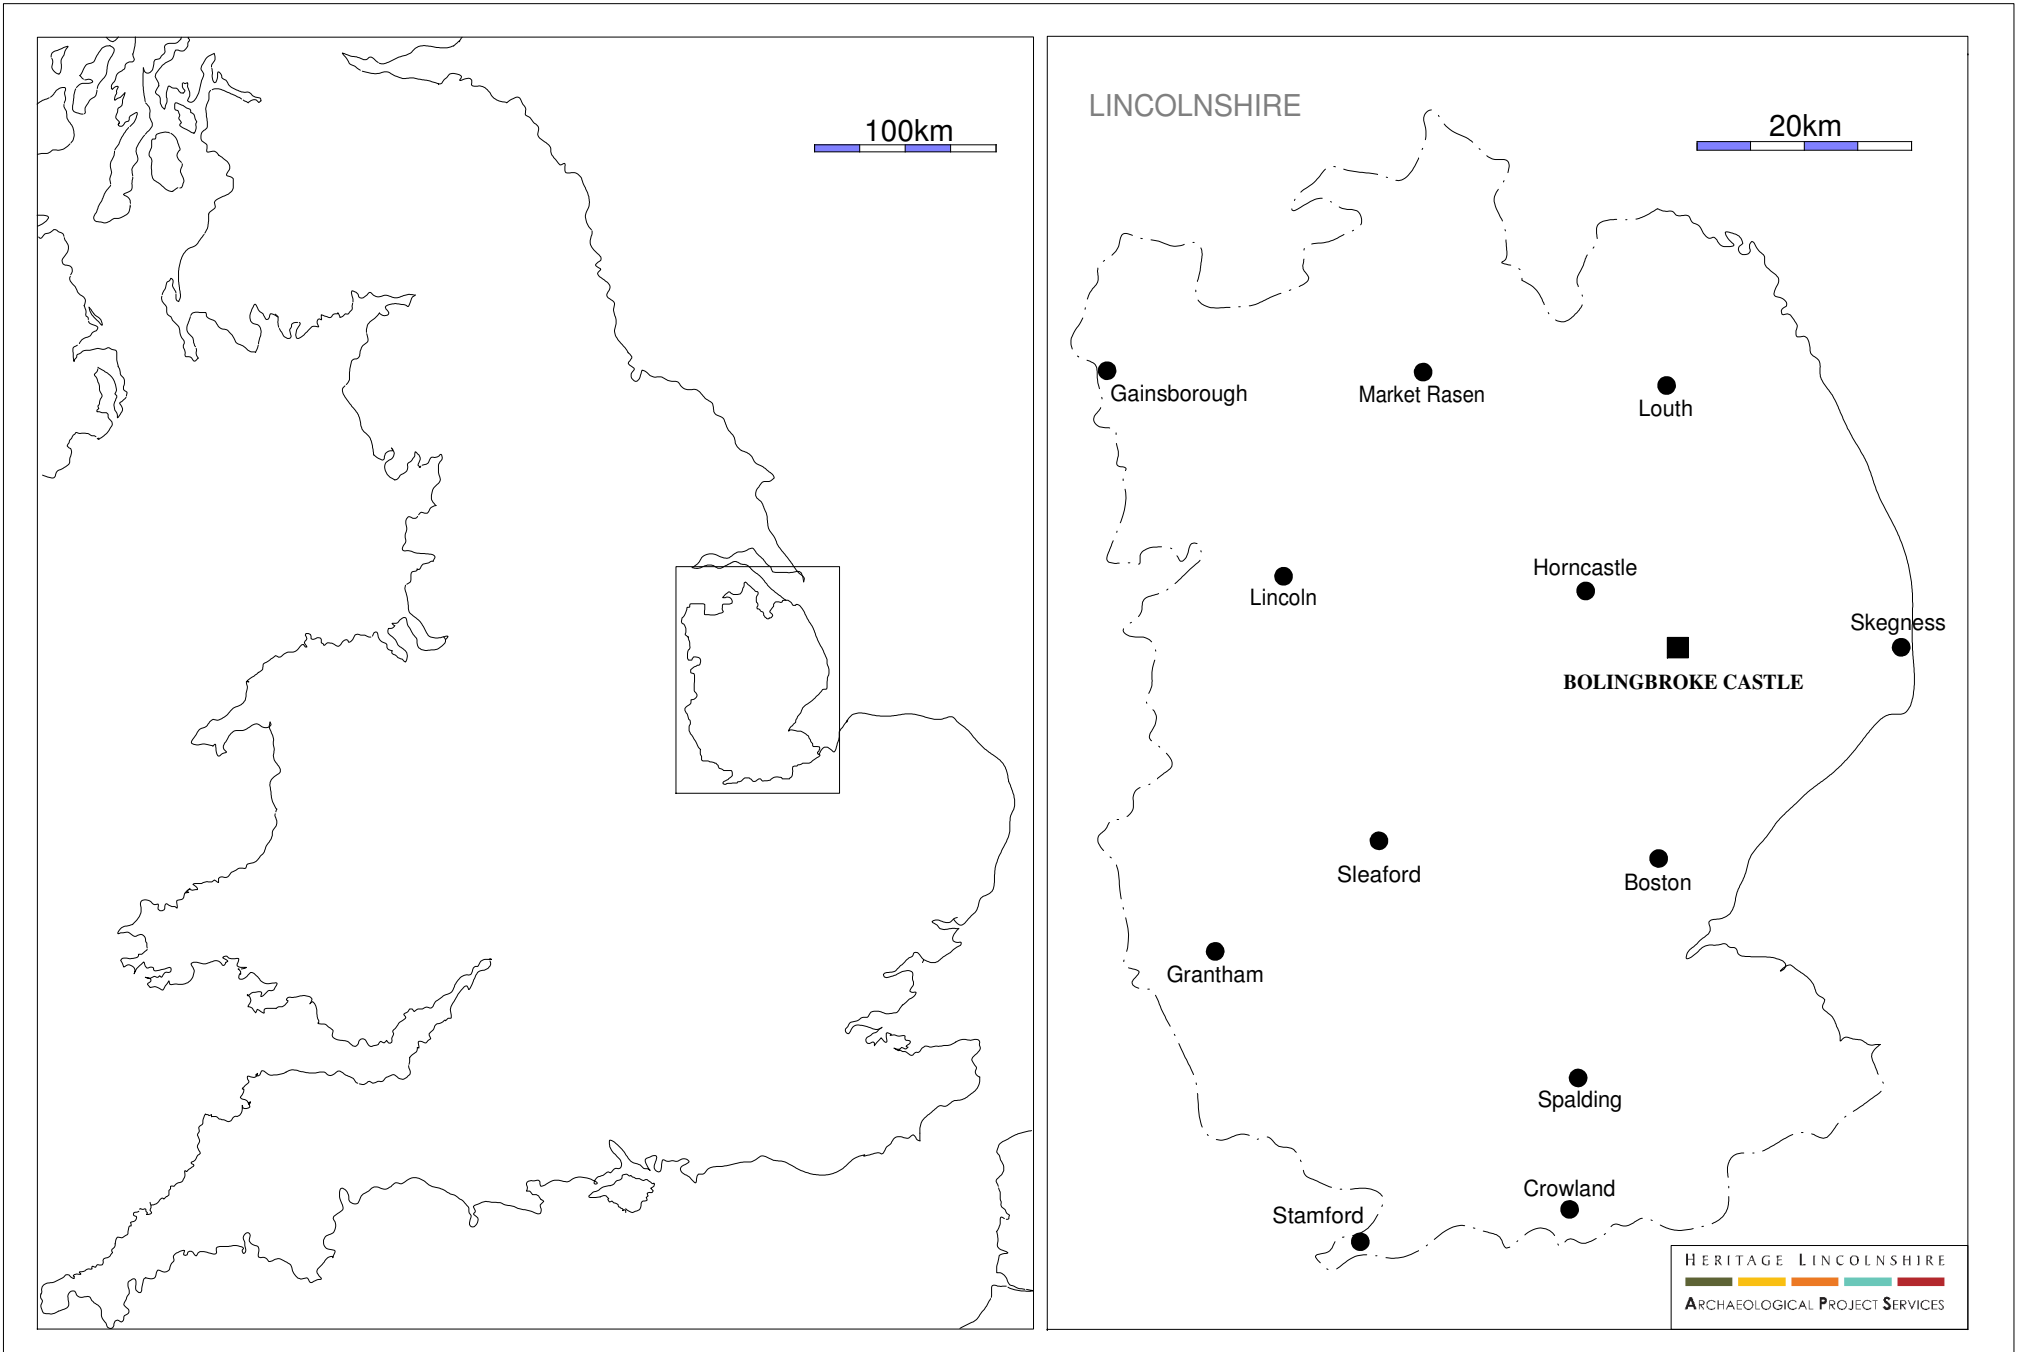 100km
LINCOLNSHIRE
20km
Gainsborough
Market Rasen
Louth
Horncastle
Lincoln
Skegness
BOLINGBROKE CASTLE
Sleaford
Boston
Grantham
Spalding
Crowland
Stamford
HERITAGE LINCOLNSHIRE
ARCHAEOLOGICAL PROJECT SERVICES